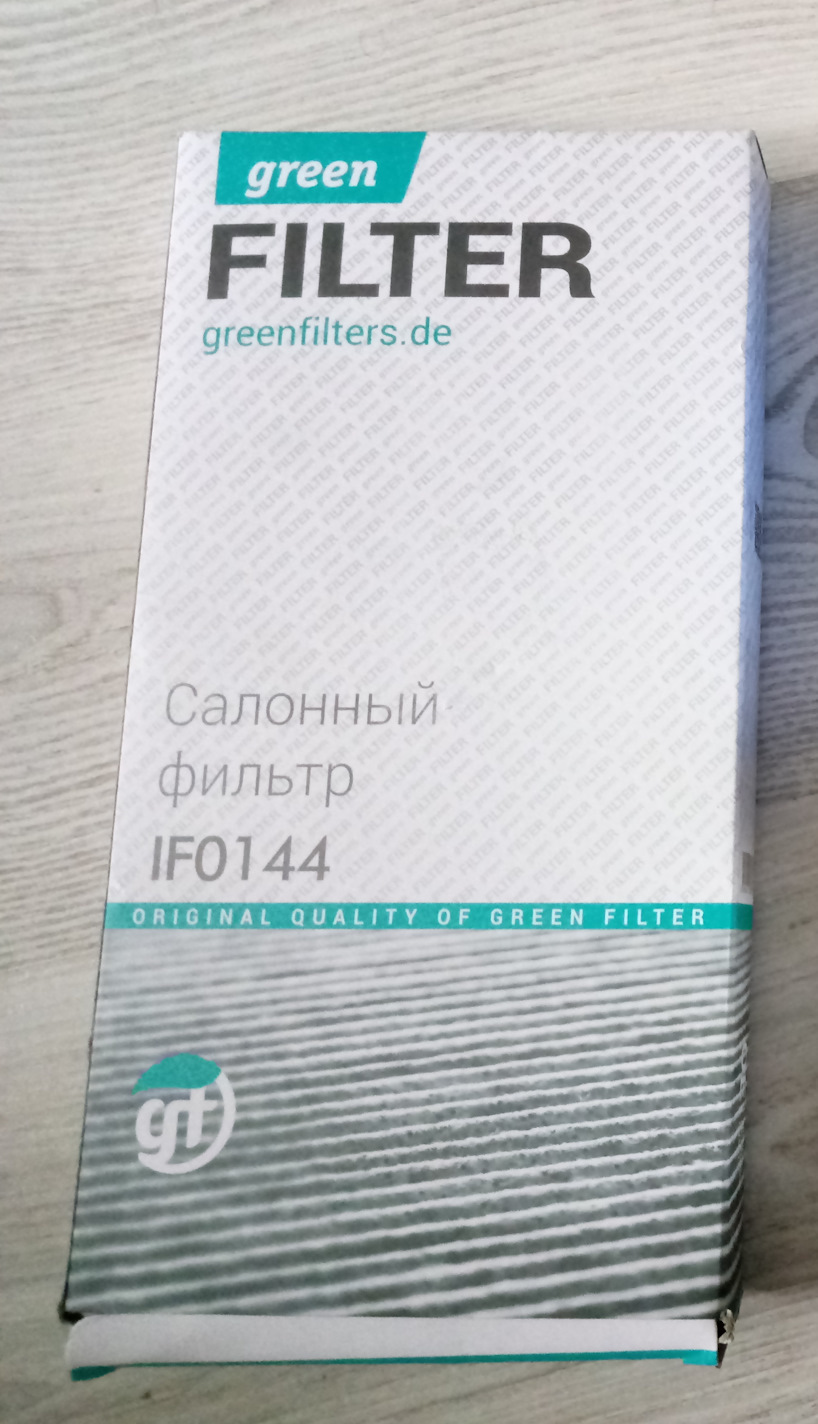 green
FILTER
greenfilters.de
Салонный
фильтр
IF0144
ORIGINAL QUALITY OF GREEN FILTER
gf